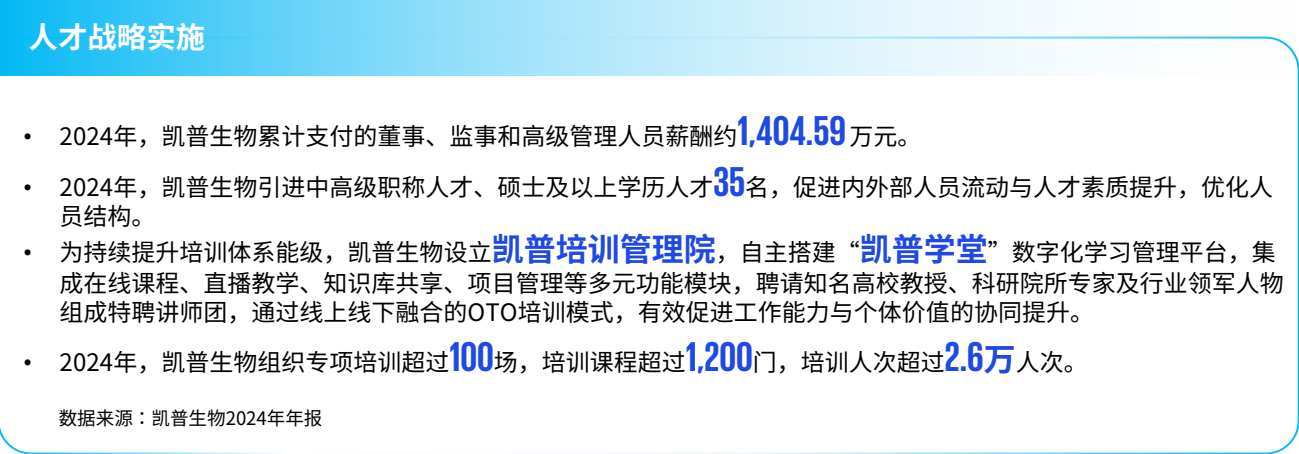 人才战略实施
• 2024年，凯普生物累计支付的董事、监事和高级管理人员薪酬约1,404.59万元。
• 2024年，凯普生物引进中高级职称人才、硕士及以上学历人才35名，促进内外部人员流动与人才素质提升，优化人
员结构。
• 为持续提升培训体系能级，凯普生物设立凯普培训管理院，自主搭建“凯普学堂”数字化学习管理平台，集
成在线课程、直播教学、知识库共享、项目管理等多元功能模块，聘请知名高校教授、科研院所专家及行业领军人物
组成特聘讲师团，通过线上线下融合的OTO培训模式，有效促进工作能力与个体价值的协同提升。
• 2024年，凯普生物组织专项培训超过100场，培训课程超过1,200门，培训人次超过2.6万人次。
数据来源：凯普生物2024年年报